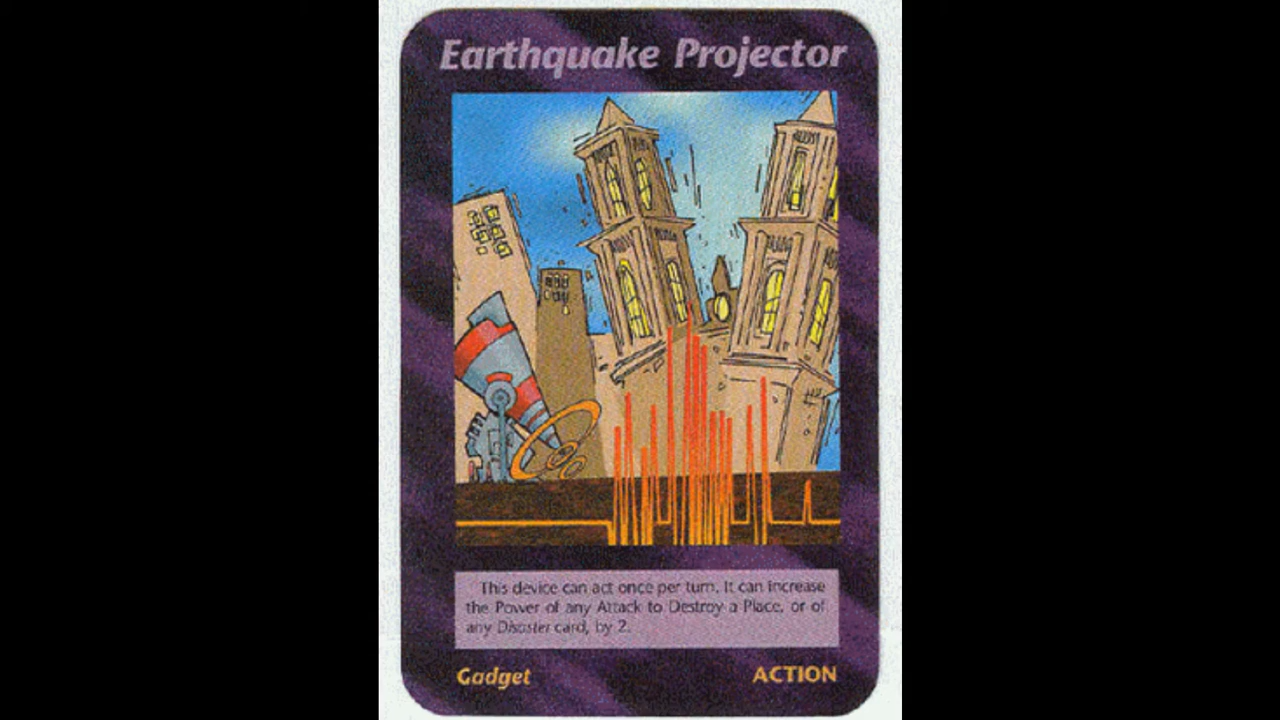 Earthquake Projector
This device can act once per turn. It can increase
the Power of any Attack to Destroy a Place, or of
any Disaster card, by 2.
Gadget
ACTION